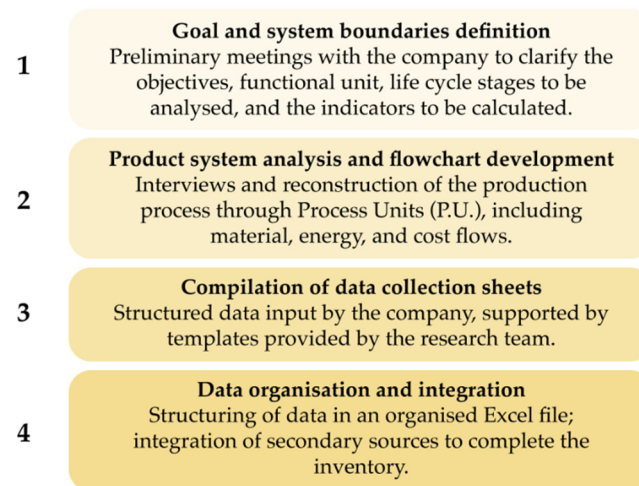 1
Goal and system boundaries definition
Preliminary meetings with the company to clarify the
objectives, functional unit, life cycle stages to be
analysed, and the indicators to be calculated.
2
Product system analysis and flowchart development
Interviews and reconstruction of the production
process through Process Units (P.U.), including
material, energy, and cost flows.
3
Compilation of data collection sheets
Structured data input by the company, supported by
templates provided by the research team.
4
Data organisation and integration
Structuring of data in an organised Excel file;
integration of secondary sources to complete the
inventory.